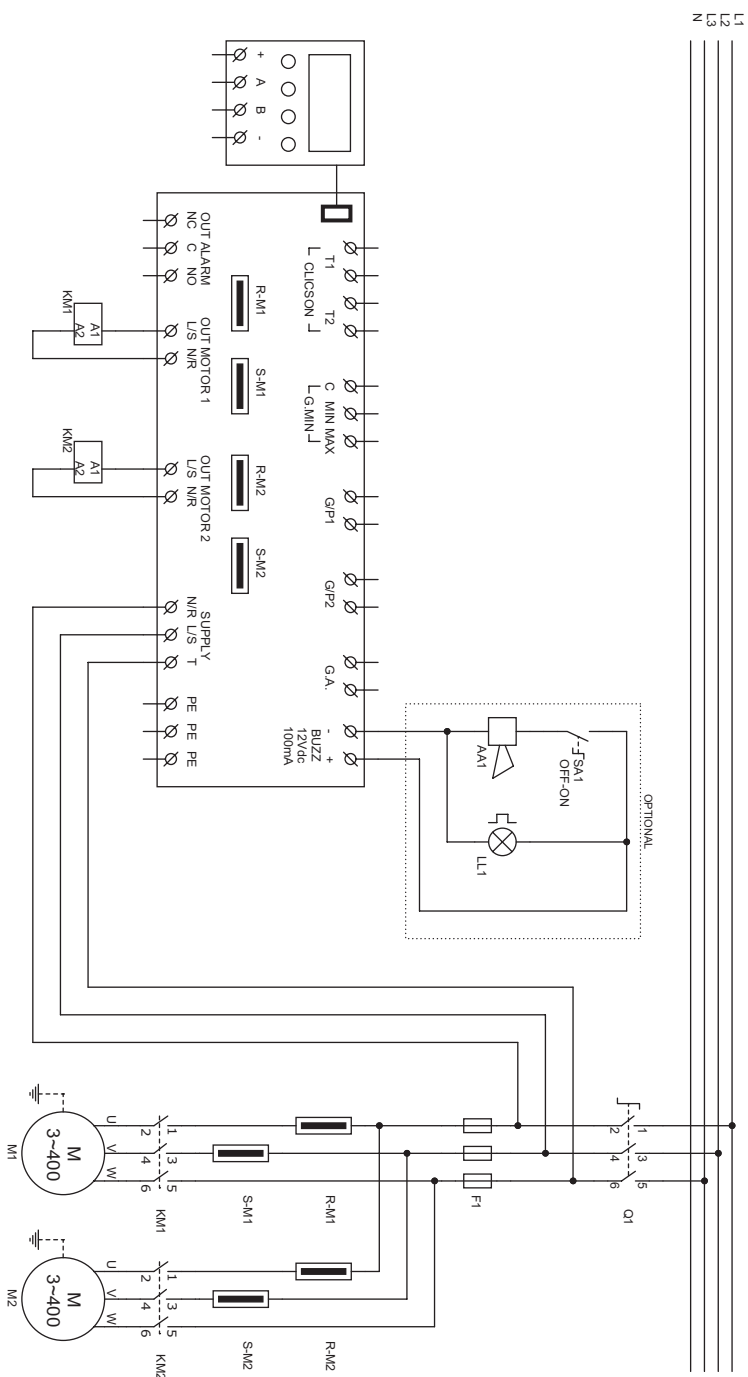 L1
L2
L3
N
+ A B -
NC C NO
OUT ALARM
R-M1
T1 T2
CLICSON
KM1
A1
A2
L/S N/R
OUT MOTOR 1
S-M1
C MIN MAX
G.MIN
KM2
A1
A2
L/S N/R
OUT MOTOR 2
R-M2
S-M2
G/P1
G/P2
G.A.
N/R L/S T
SUPPLY
PE PE PE
- +
BUZZ
12Vdc
100mA
OPTIONAL
AA1
SA1
OFF-ON
LL1
M1
M
3~400
U V W
2 4 6
1 3 5
KM1
S-M1
R-M1
F1
2 4 6
1 3 5
Q1
M2
M
3~400
U V W
2 4 6
1 3 5
KM2
S-M2
R-M2